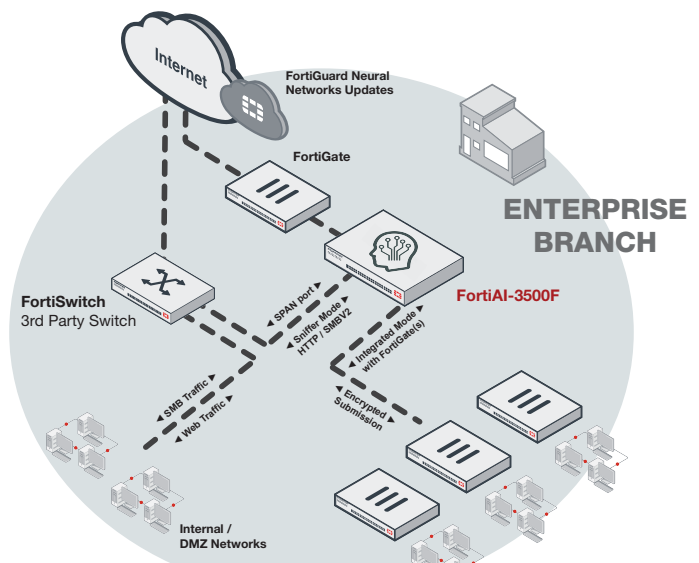 Internet
FortiGuard Neural
Networks Updates
FortiGate
ENTERPRISE
BRANCH
FortiAI-3500F
FortiSwitch
3rd Party Switch
◄ SPAN port ►
◄ Sniffer Mode ►
HTTP / SMBV2
◄ Integrated Mode ►
with FortiGate(s)
◄ SMB Traffic ►
◄ Web Traffic ►
◄ Encrypted ►
Submission
Internal /
DMZ Networks